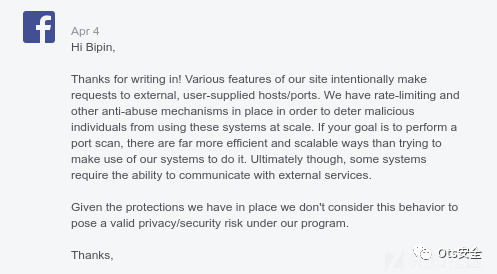 Apr 4
Hi Bipin,
Thanks for writing in! Various features of our site intentionally make
requests to external, user-supplied hosts/ports. We have rate-limiting and
other anti-abuse mechanisms in place in order to deter malicious
individuals from using these systems at scale. If your goal is to perform a
port scan, there are far more efficient and scalable ways than trying to
make use of our systems to do it. Ultimately though, some systems
require the ability to communicate with external services.
Given the protections we have in place we don't consider this behavior to
pose a valid privacy/security risk under our program.
Thanks,
Ots安全